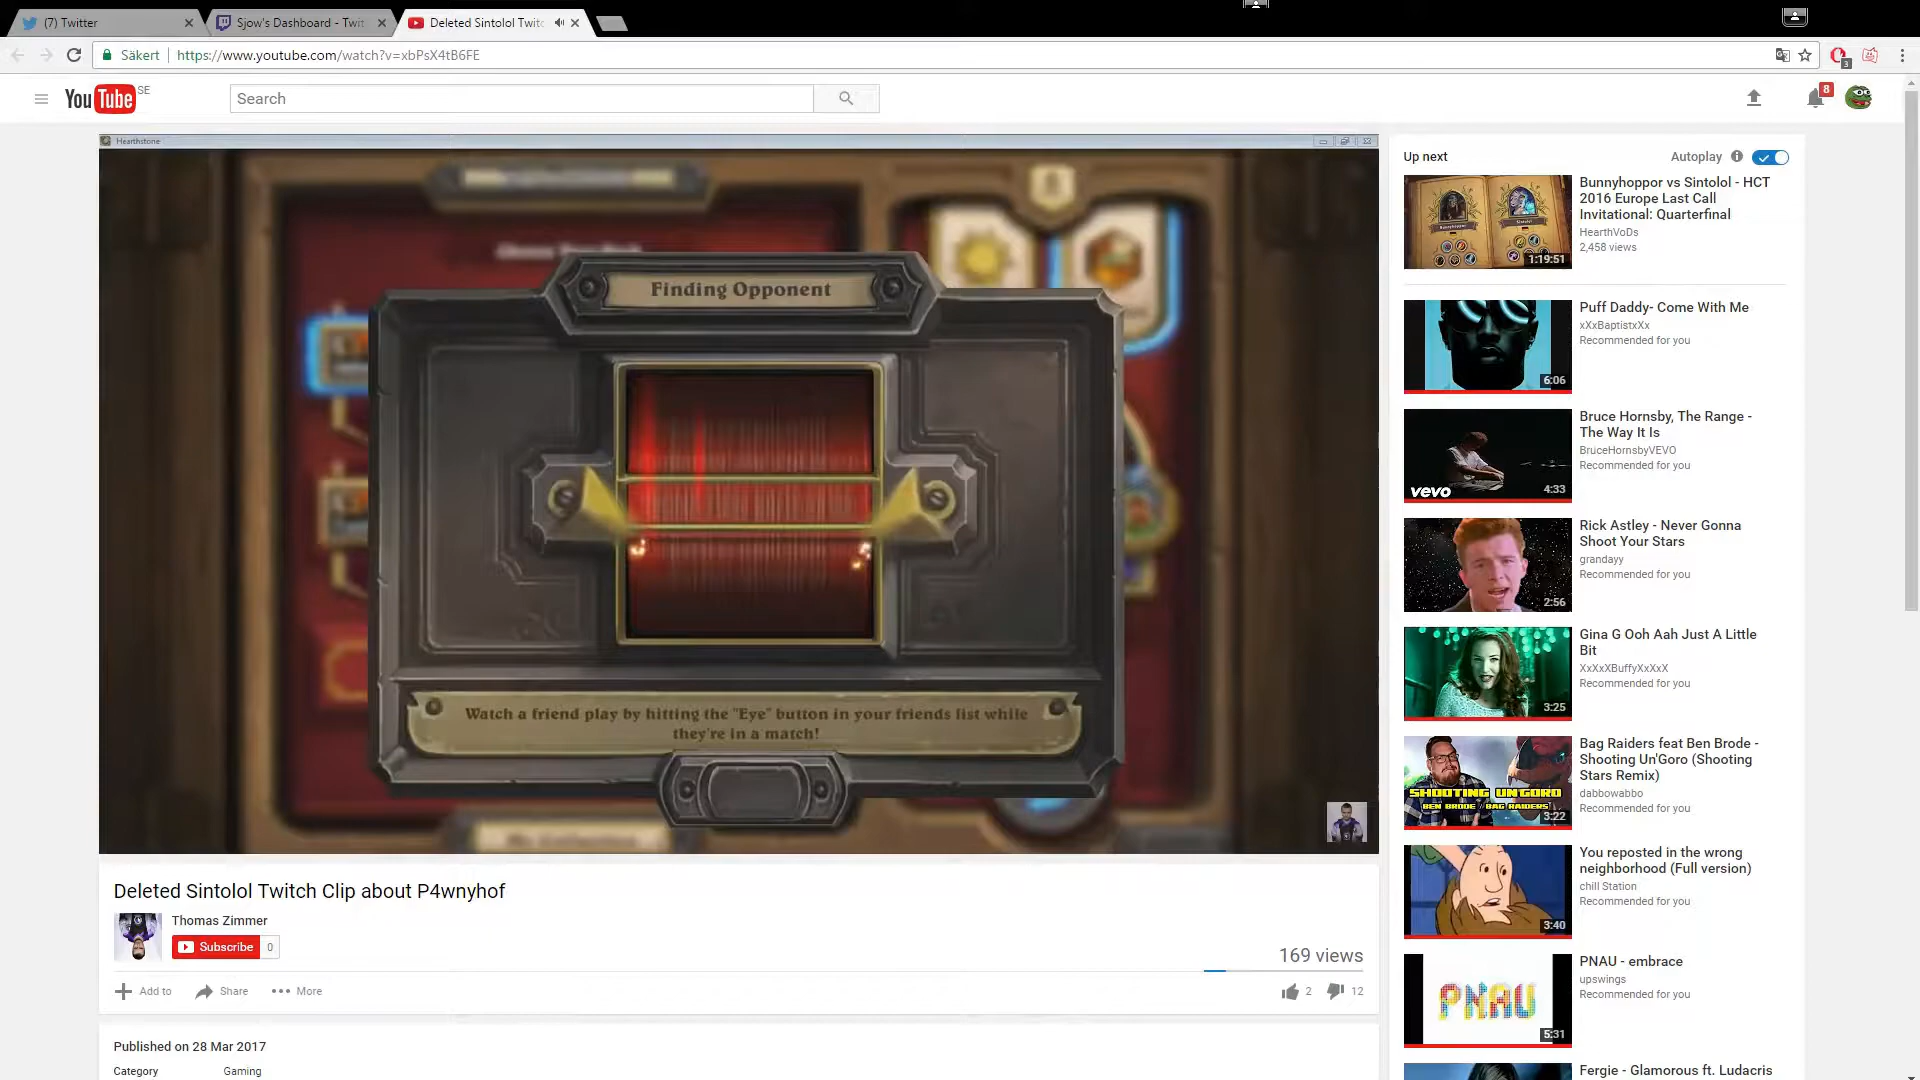 (7) Twitter
Sjow's Dashboard - Twit
Deleted Sintolol Twitc
Säkert
https://www.youtube.com/watch?v=xbPsX4tB6FE
3
YouTube SE
Search
8
Hearthstone
Finding Opponent
Watch a friend play by hitting the "Eye" button in your friends list while
they're in a match!
Deleted Sintolol Twitch Clip about P4wnyhof
Thomas Zimmer
Subscribe 0
169 views
Add to
Share
More
2
12
Published on 28 Mar 2017
Category Gaming
Up next
Autoplay
Bunnyhoppor vs Sintolol - HCT
2016 Europe Last Call
Invitational: Quarterfinal
HearthVoDs
2,458 views
1:19:51
Puff Daddy- Come With Me
xXxBaptistxXx
Recommended for you
6:06
Bruce Hornsby, The Range -
The Way It Is
BruceHornsbyVEVO
Recommended for you
vevo
4:33
Rick Astley - Never Gonna
Shoot Your Stars
grandayy
Recommended for you
2:56
Gina G Ooh Aah Just A Little
Bit
XxXxXBuffyXxXxX
Recommended for you
3:25
Bag Raiders feat Ben Brode -
Shooting Un'Goro (Shooting
Stars Remix)
dabbowabbo
Recommended for you
SHOOTING UN'GORO
BEN BRODE / BAG RAIDERS
3:22
You reposted in the wrong
neighborhood (Full version)
chill Station
Recommended for you
3:40
PNAU - embrace
upswings
Recommended for you
PNAU
5:31
Fergie - Glamorous ft. Ludacris